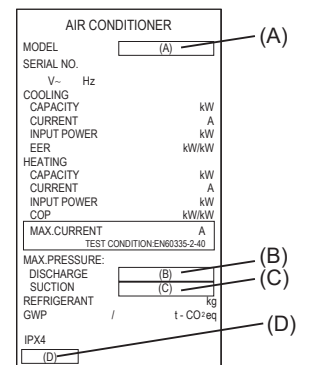 AIR CONDITIONER
MODEL (A) (A)
SERIAL NO.
V~ Hz
COOLING
CAPACITY kW
CURRENT A
INPUT POWER kW
EER kW/kW
HEATING
CAPACITY kW
CURRENT A
INPUT POWER kW
COP kW/kW
MAX.CURRENT A
TEST CONDITION:EN60335-2-40
MAX.PRESSURE:
DISCHARGE (B) (B)
SUCTION (C) (C)
REFRIGERANT kg
GWP / t - CO2eq
(D)
IPX4
(D)